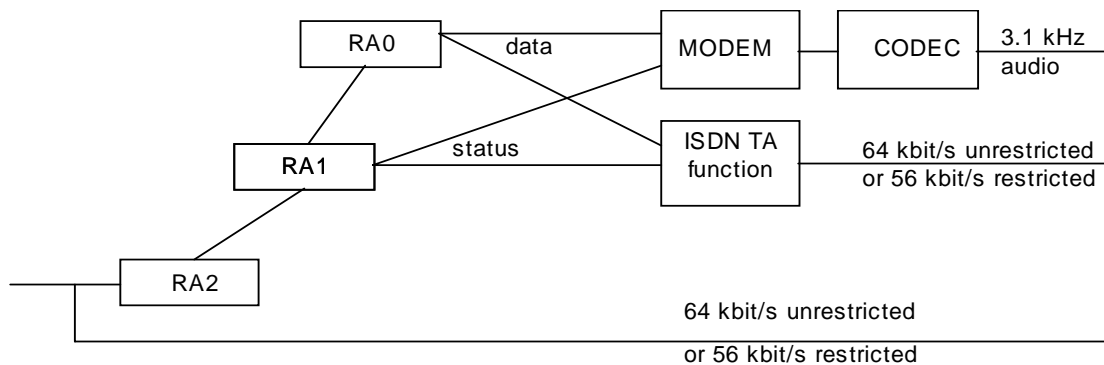 RA0
data
MODEM
CODEC
3.1 kHz
audio
RA1
status
ISDN TA
function
64 kbit/s unrestricted
or 56 kbit/s restricted
RA2
64 kbit/s unrestricted
or 56 kbit/s restricted